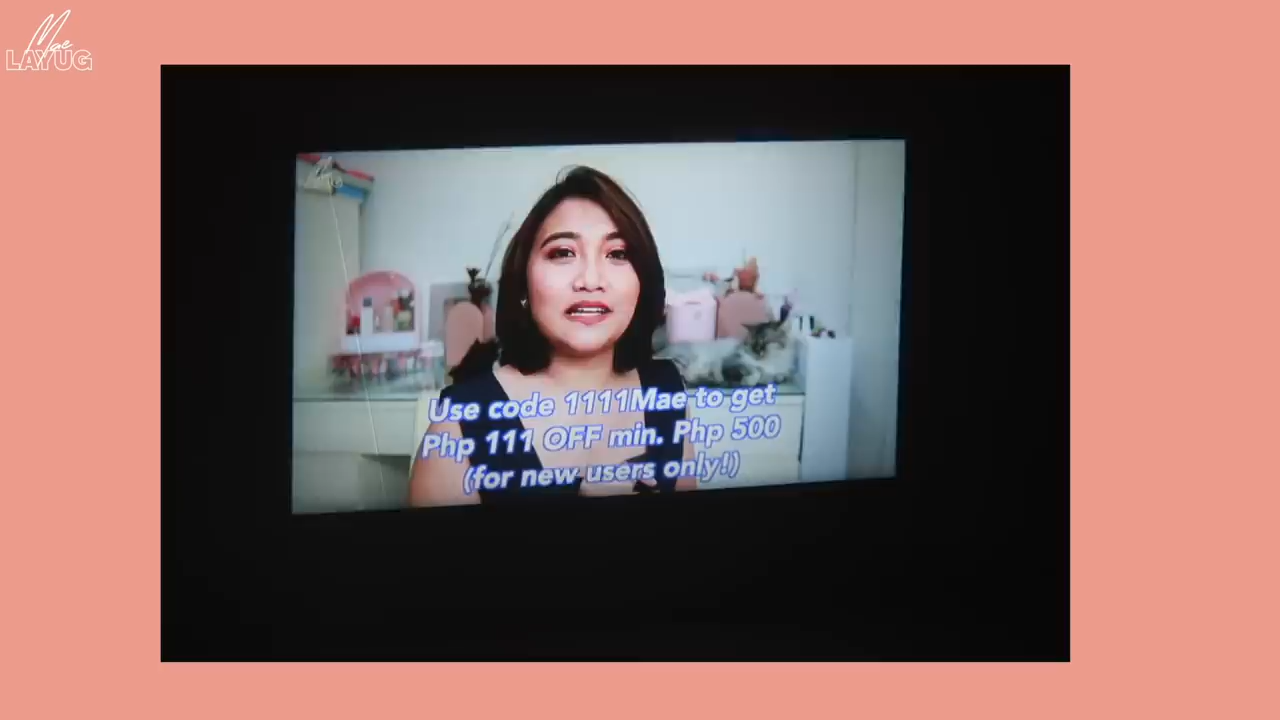 Mae
LAYUG
Use code 1111Mae to get
Php 111 OFF min. Php 500
(for new users only!)